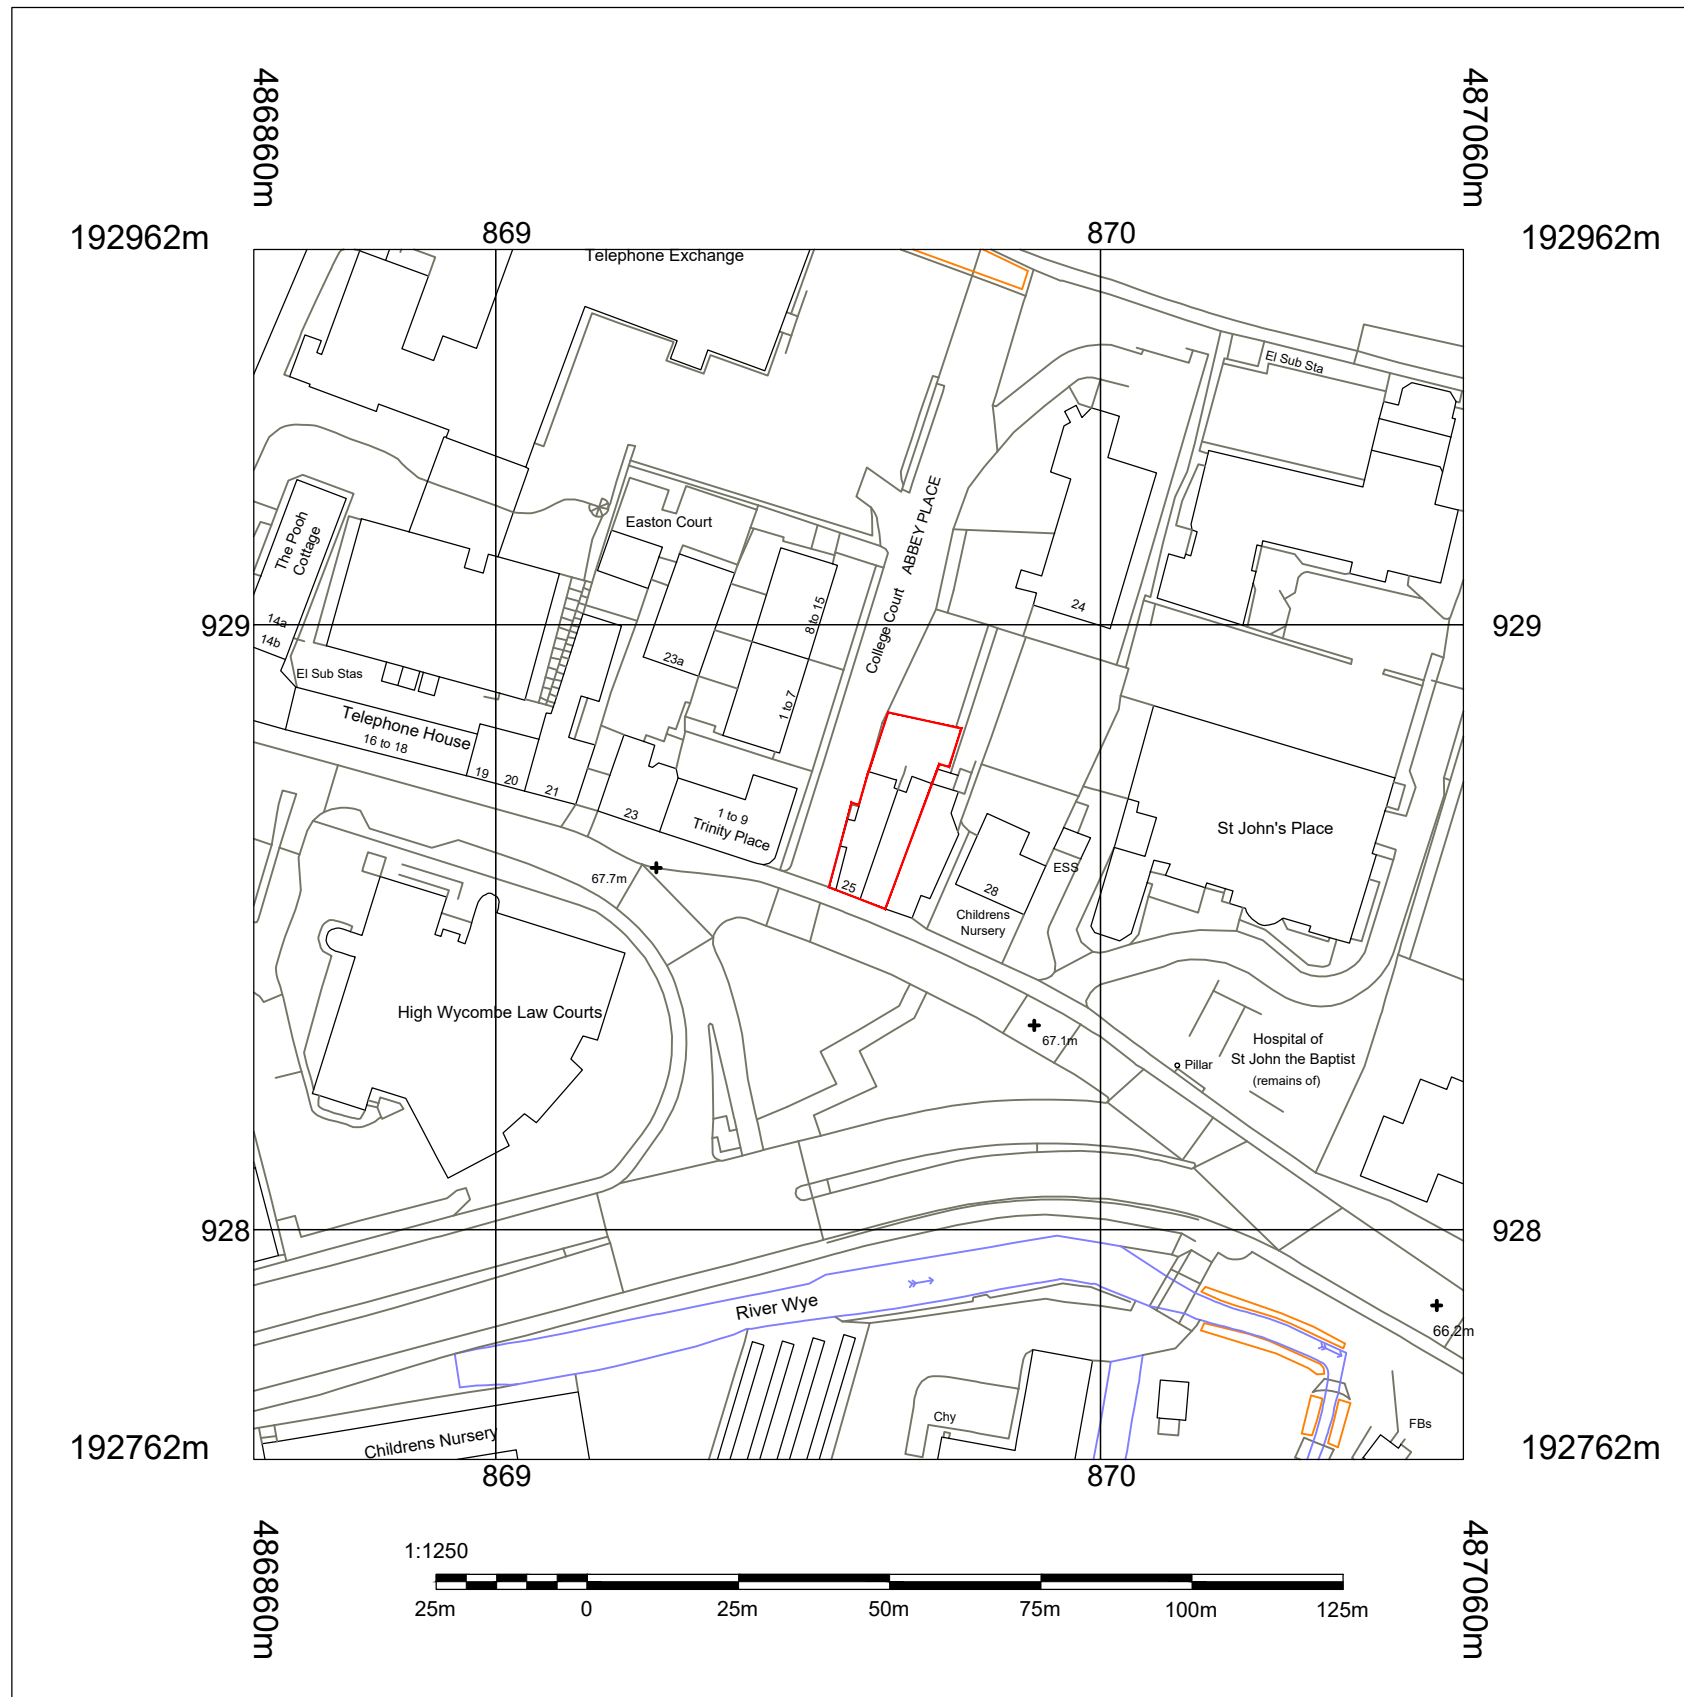 486860m
487060m
192962m
869
870
192962m
Telephone Exchange
El Sub Sta
The Pooh
Cottage
Easton Court
College Court ABBEY PLACE
8 to 15
24
929
14a
14b
929
23a
El Sub Stas
1 to 7
Telephone House
16 to 18
19
20
21
23
1 to 9
Trinity Place
St John's Place
67.7m
25
28
ESS
Childrens
Nursery
High Wycombe Law Courts
67.1m
Pillar
Hospital of
St John the Baptist
(remains of)
928
928
River Wye
66.2m
Chy
FBs
Childrens Nursery
192762m
869
870
192762m
486860m
487060m
1:1250
25m 0 25m 50m 75m 100m 125m